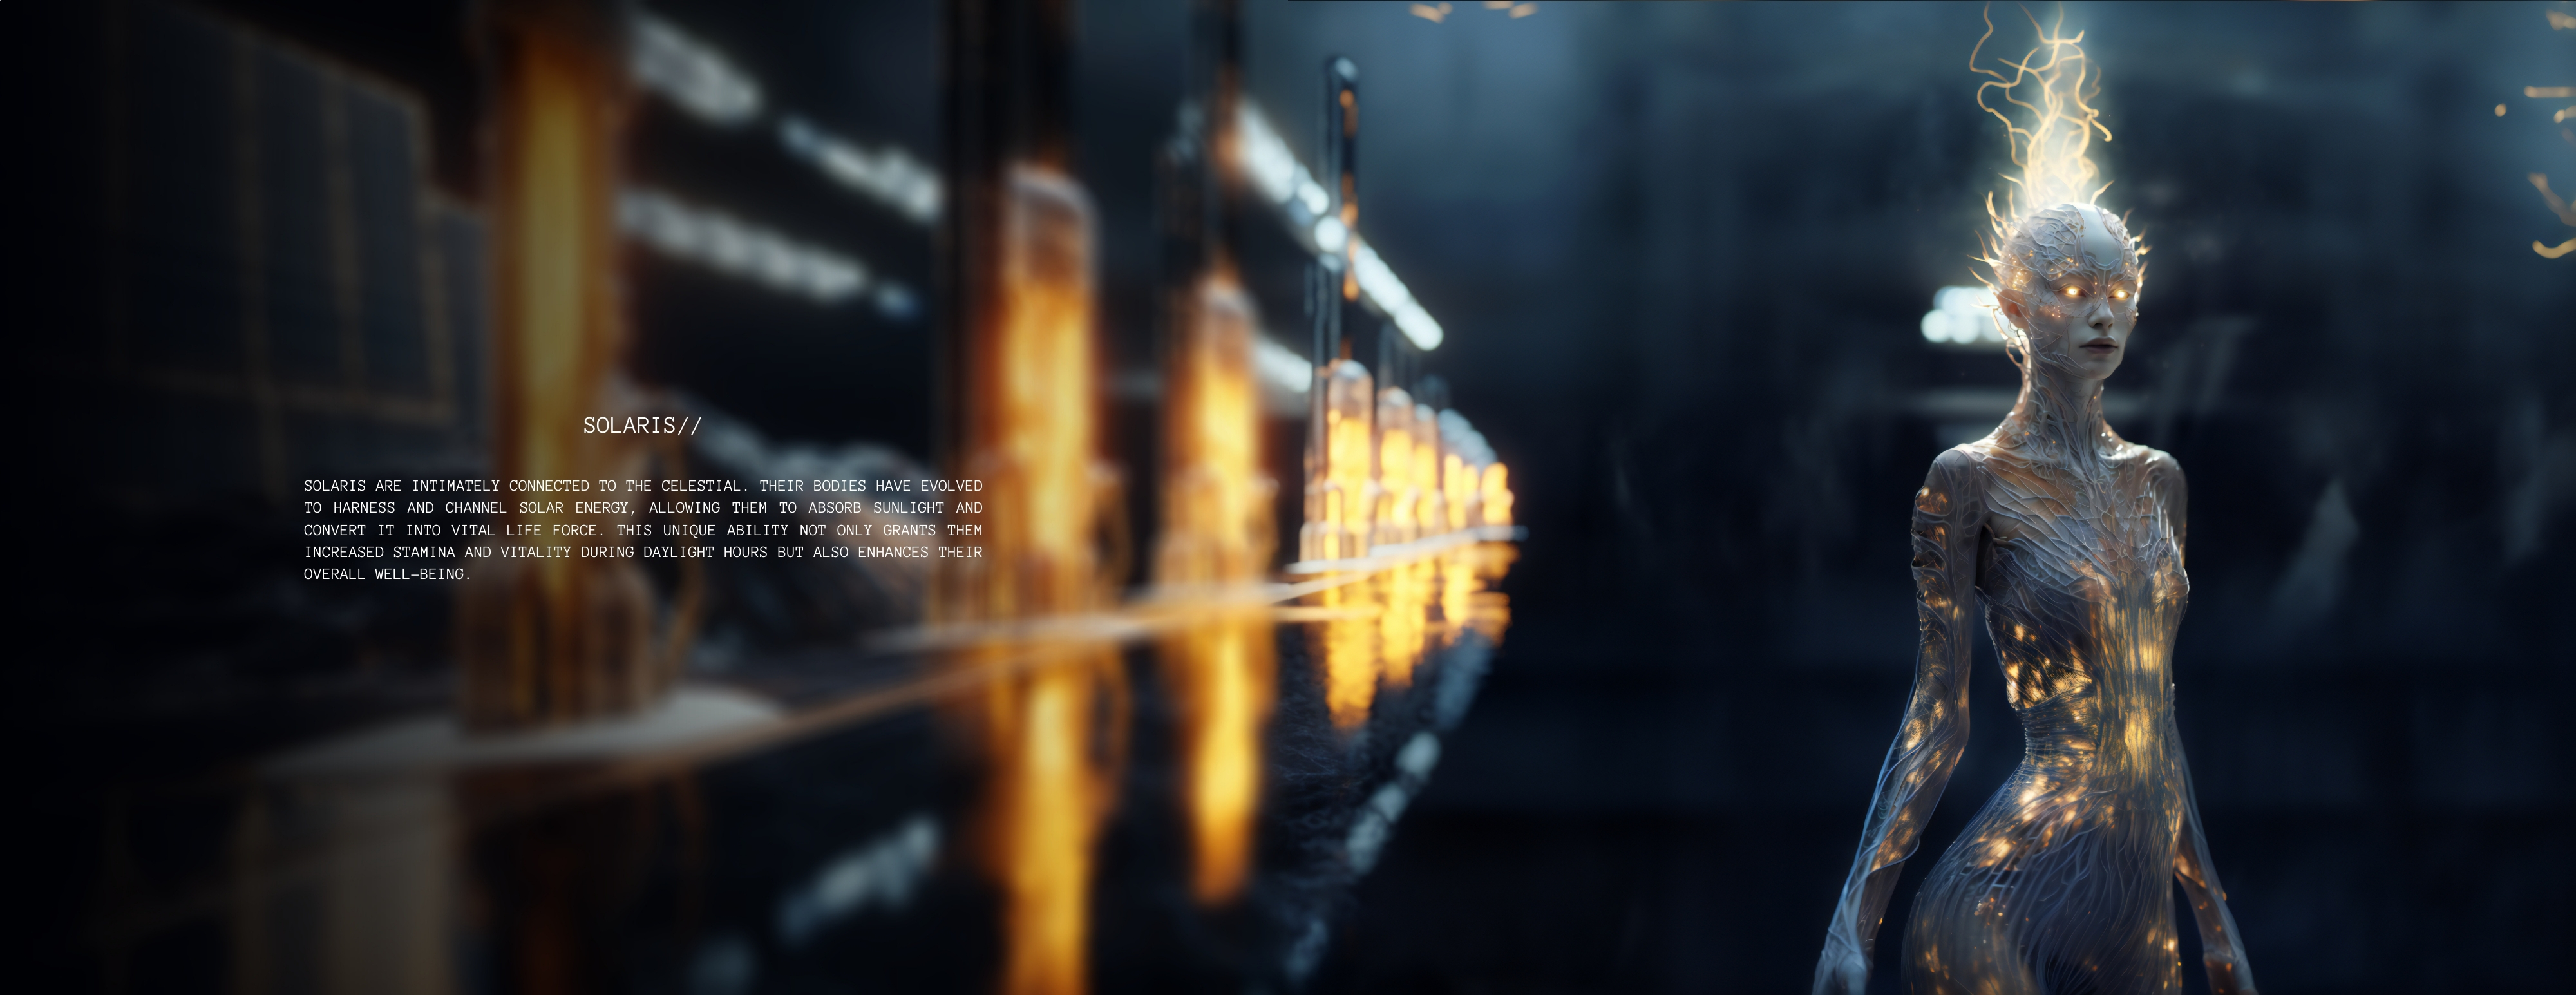 SOLARIS//
SOLARIS ARE INTIMATELY CONNECTED TO THE CELESTIAL. THEIR BODIES HAVE EVOLVED
TO HARNESS AND CHANNEL SOLAR ENERGY, ALLOWING THEM TO ABSORB SUNLIGHT AND
CONVERT IT INTO VITAL LIFE FORCE. THIS UNIQUE ABILITY NOT ONLY GRANTS THEM
INCREASED STAMINA AND VITALITY DURING DAYLIGHT HOURS BUT ALSO ENHANCES THEIR
OVERALL WELL–BEING.